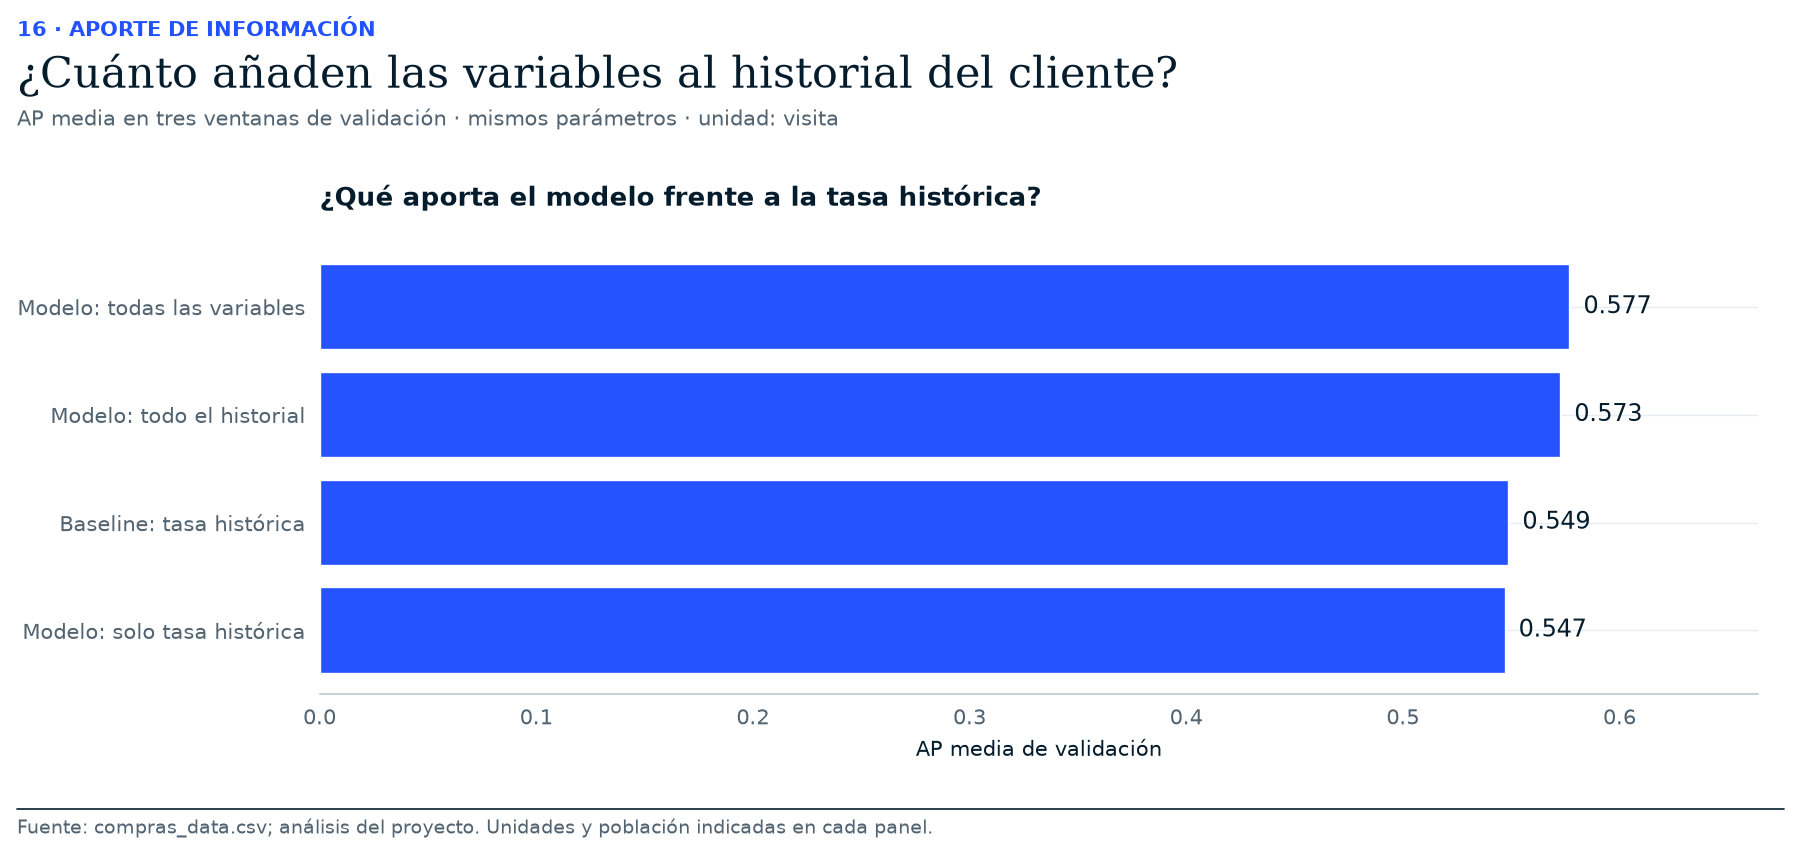 16 · APORTE DE INFORMACIÓN
¿Cuánto añaden las variables al historial del cliente?
AP media en tres ventanas de validación · mismos parámetros · unidad: visita
¿Qué aporta el modelo frente a la tasa histórica?
Modelo: todas las variables
0.577
Modelo: todo el historial
0.573
Baseline: tasa histórica
0.549
Modelo: solo tasa histórica
0.547
0.0 0.1 0.2 0.3 0.4 0.5 0.6
AP media de validación
Fuente: compras_data.csv; análisis del proyecto. Unidades y población indicadas en cada panel.